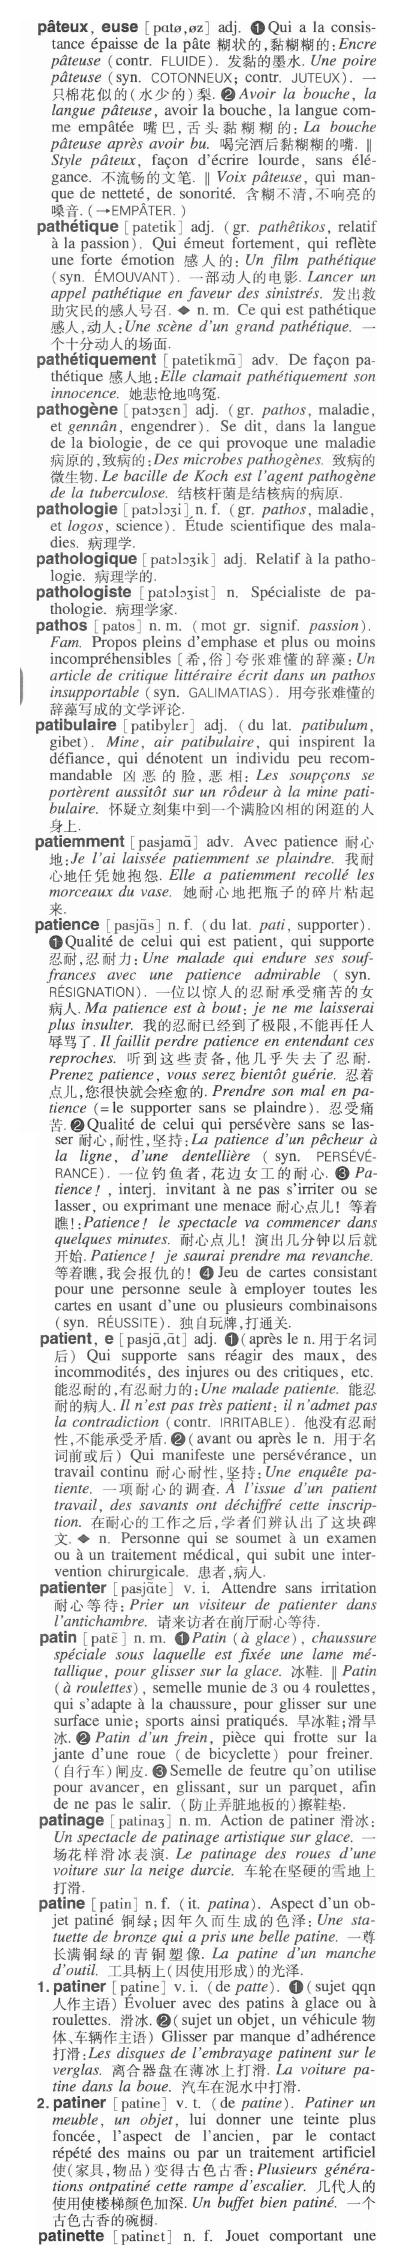 pâteux, euse [pɑtø,øz] adj. ❶ Qui a la consis-
tance épaisse de la pâte 糊状的,黏糊糊的:Encre
pâteuse (contr. FLUIDE). 发黏的墨水. Une poire
pâteuse (syn. COTONNEUX; contr. JUTEUX). 一
只棉花似的(水少的)梨. ❷ Avoir la bouche, la
langue pâteuse, avoir la bouche, la langue com-
me empâtée 嘴巴,舌头黏糊糊的: La bouche
pâteuse après avoir bu. 喝完酒后黏糊糊的嘴. ‖
Style pâteux, façon d'écrire lourde, sans élé-
gance. 不流畅的文笔. ‖ Voix pâteuse, qui man-
que de netteté, de sonorité. 含糊不清,不响亮的
嗓音. (→EMPÂTER. )
pathétique [patetik] adj. (gr. pathêtikos, relatif
à la passion). Qui émeut fortement, qui reflète
une forte émotion 感人的: Un film pathétique
(syn. ÉMOUVANT). 一部动人的电影. Lancer un
appel pathétique en faveur des sinistrés. 发出救
助灾民的感人号召. ◆ n. m. Ce qui est pathétique
感人,动人:Une scène d'un grand pathétique. 一
个十分动人的场面.
pathétiquement [patetikmɑ̃] adv. De façon pa-
thétique 感人地:Elle clamait pathétiquement son
innocence. 她悲怆地鸣冤.
pathogène [patɔʒɛn] adj. (gr. pathos, maladie,
et gennân, engendrer). Se dit, dans la langue
de la biologie, de ce qui provoque une maladie
病原的,致病的:Des microbes pathogènes. 致病的
微生物. Le bacille de Koch est l'agent pathogène
de la tuberculose. 结核杆菌是结核病的病原.
pathologie [patɔlɔʒi] n. f. (gr. pathos, maladie,
et logos, science). Étude scientifique des mala-
dies. 病理学.
pathologique [patɔlɔʒik] adj. Relatif à la patho-
logie. 病理学的.
pathologiste [patɔlɔʒist] n. Spécialiste de pa-
thologie. 病理学家.
pathos [patos] n. m. (mot gr. signif. passion).
Fam. Propos pleins d'emphase et plus ou moins
incompréhensibles [希,俗]夸张难懂的辞藻: Un
article de critique littéraire écrit dans un pathos
insupportable (syn. GALIMATIAS). 用夸张难懂的
辞藻写成的文学评论.
patibulaire [patibylɛr] adj. (du lat. patibulum,
gibet). Mine, air patibulaire, qui inspirent la
défiance, qui dénotent un individu peu recom-
mandable 凶恶的脸,恶相: Les soupçons se
portèrent aussitôt sur un rôdeur à la mine pati-
bulaire. 怀疑立刻集中到一个满脸凶相的闲逛的人
身上.
patiemment [pasjamɑ̃] adv. Avec patience 耐心
地:Je l'ai laissée patiemment se plaindre. 我耐
心地任凭她抱怨. Elle a patiemment recollé les
morceaux du vase. 她耐心地把瓶子的碎片粘起
来.
patience [pasjɑ̃s] n. f. (du lat. pati, supporter).
❶ Qualité de celui qui est patient, qui supporte
忍耐,忍耐力: Une malade qui endure ses souf-
frances avec une patience admirable (syn.
RÉSIGNATION). 一位以惊人的忍耐承受痛苦的女
病人. Ma patience est à bout: je ne me laisserai
plus insulter. 我的忍耐已经到了极限,不能再任人
辱骂了. Il faillit perdre patience en entendant ces
reproches. 听到这些责备,他几乎失去了忍耐.
Prenez patience, vous serez bientôt guérie. 忍着
点儿,您很快就会痊愈的. Prendre son mal en pa-
tience (=le supporter sans se plaindre). 忍受痛
苦. ❷ Qualité de celui qui persévère sans se las-
ser 耐心,耐性,坚持: La patience d'un pêcheur à
la ligne, d'une dentellière (syn. PERSÉVÉ-
RANCE). 一位钓鱼者,花边女工的耐心. ❸ Pa-
tience!, interj. invitant à ne pas s'irriter ou se
lasser, ou exprimant une menace 耐心点儿! 等着
瞧!:Patience! le spectacle va commencer dans
quelques minutes. 耐心点儿! 演出几分钟以后就
开始. Patience! je saurai prendre ma revanche.
等着瞧,我会报仇的! ❹ Jeu de cartes consistant
pour une personne seule à employer toutes les
cartes en usant d'une ou plusieurs combinaisons
(syn. RÉUSSITE). 独自玩牌,打通关.
patient, e [pasjɑ̃,ɑ̃t] adj. ❶ (après le n. 用于名词
后) Qui supporte sans réagir des maux, des
incommodités, des injures ou des critiques, etc.
能忍耐的,有忍耐力的:Une malade patiente. 能忍
耐的病人. Il n'est pas très patient: il n'admet pas
la contradiction (contr. IRRITABLE). 他没有忍耐
性,不能承受矛盾. ❷ (avant ou après le n. 用于名
词前或后) Qui manifeste une persévérance, un
travail continu 耐心耐性,坚持: Une enquête pa-
tiente. 一项耐心的调查. À l'issue d'un patient
travail, des savants ont déchiffré cette inscrip-
tion. 在耐心的工作之后,学者们辨认出了这块碑
文. ◆ n. Personne qui se soumet à un examen
ou à un traitement médical, qui subit une inter-
vention chirurgicale. 患者,病人.
patienter [pasjɑ̃te] v. i. Attendre sans irritation
耐心等待: Prier un visiteur de patienter dans
l'antichambre. 请来访者在前厅耐心等待.
patin [patɛ̃] n. m. ❶ Patin (à glace), chaussure
spéciale sous laquelle est fixée une lame mé-
tallique, pour glisser sur la glace. 冰鞋. ‖ Patin
(à roulettes), semelle munie de 3 ou 4 roulettes,
qui s'adapte à la chaussure, pour glisser sur une
surface unie; sports ainsi pratiqués. 旱冰鞋;滑旱
冰. ❷ Patin d'un frein, pièce qui frotte sur la
jante d'une roue (de bicyclette) pour freiner.
(自行车)闸皮. ❸ Semelle de feutre qu'on utilise
pour avancer, en glissant, sur un parquet, afin
de ne pas le salir. (防止弄脏地板的)擦鞋垫.
patinage [patinaʒ] n. m. Action de patiner 滑冰:
Un spectacle de patinage artistique sur glace. 一
场花样滑冰表演. Le patinage des roues d'une
voiture sur la neige durcie. 车轮在坚硬的雪地上
打滑.
patine [patin] n. f. (it. patina). Aspect d'un ob-
jet patiné 铜绿;因年久而生成的色泽: Une sta-
tuette de bronze qui a pris une belle patine. 一尊
长满铜绿的青铜塑像. La patine d'un manche
d'outil. 工具柄上(因使用形成)的光泽.
1. patiner [patine] v. i. (de patte). ❶ (sujet qqn
人作主语) Évoluer avec des patins à glace ou à
roulettes. 滑冰. ❷ (sujet un objet, un véhicule 物
体、车辆作主语) Glisser par manque d'adhérence
打滑:Les disques de l'embrayage patinent sur le
verglas. 离合器盘在薄冰上打滑. La voiture pa-
tine dans la boue. 汽车在泥水中打滑.
2. patiner [patine] v. t. (de patine). Patiner un
meuble, un objet, lui donner une teinte plus
foncée, l'aspect de l'ancien, par le contact
répété des mains ou par un traitement artificiel
使(家具,物品)变得古色古香: Plusieurs généra-
tions ontpatiné cette rampe d'escalier. 几代人的
使用使楼梯颜色加深. Un buffet bien patiné. 一个
古色古香的碗橱.
patinette [patinɛt] n. f. Jouet comportant une